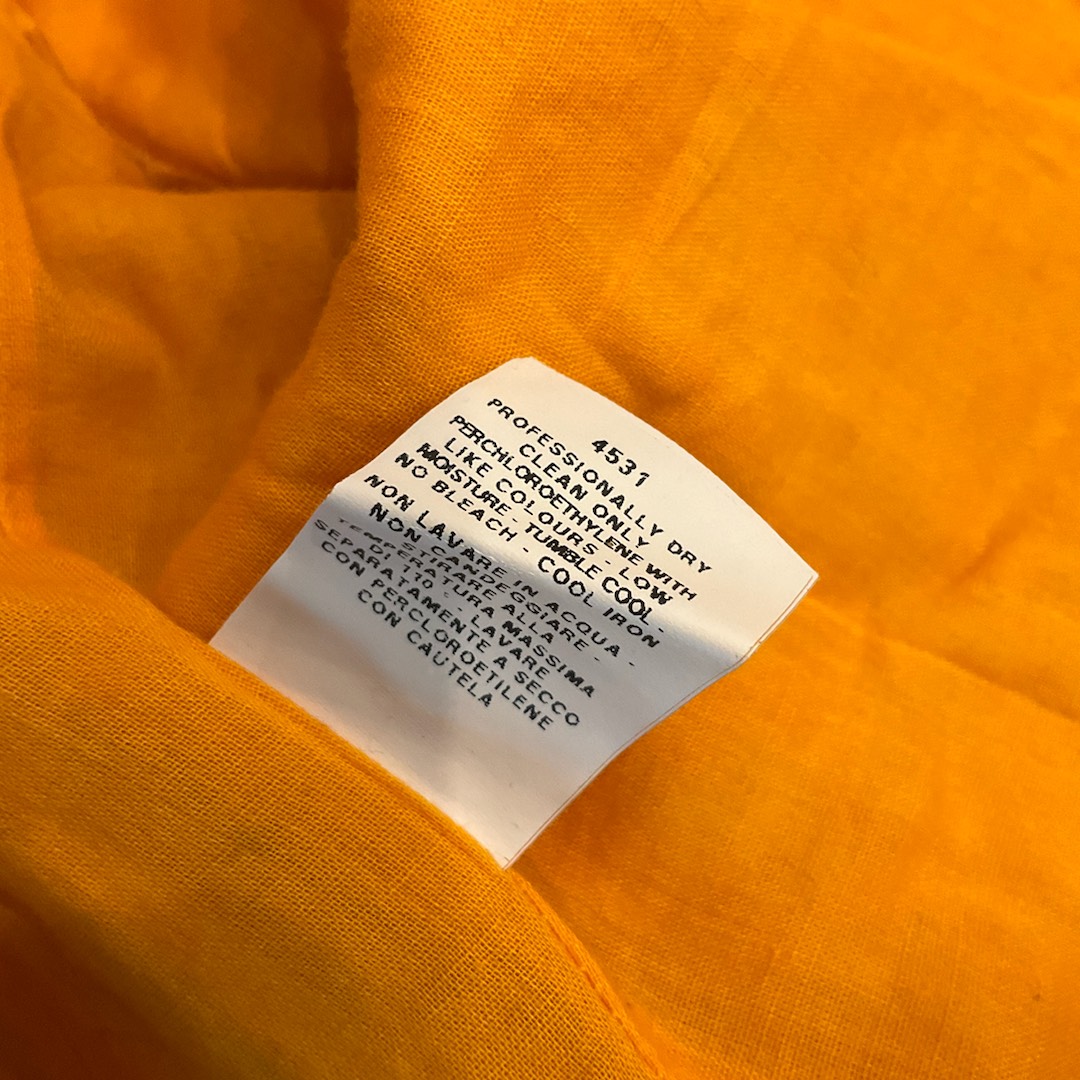 4531
PROFESSIONALLY DRY
CLEAN ONLY
PERCHLOROETHYLENE WITH
LIKE COLOURS - LOW
MOISTURE - TUMBLE COOL -
NO BLEACH - COOL IRON
NON LAVARE IN ACQUA -
NON CANDEGGIARE -
STIRARE ALLA
TEMPERATURA MASSIMA
DI 110 - LAVARE
SEPARATAMENTE A SECCO
CON PERCLOROETILENE
CON CAUTELA